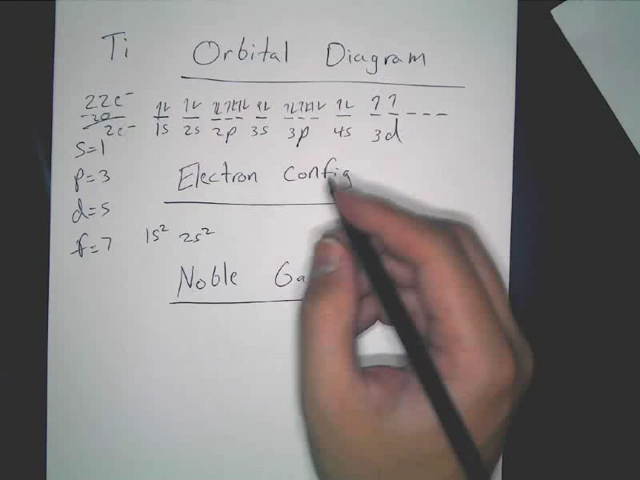 Ti
Orbital Diagram
22e⁻
-20
2e⁻
1s 2s 2p 3s 3p 4s 3d
s=1
p=3
d=5
f=7
Electron Config
1s² 2s²
Noble